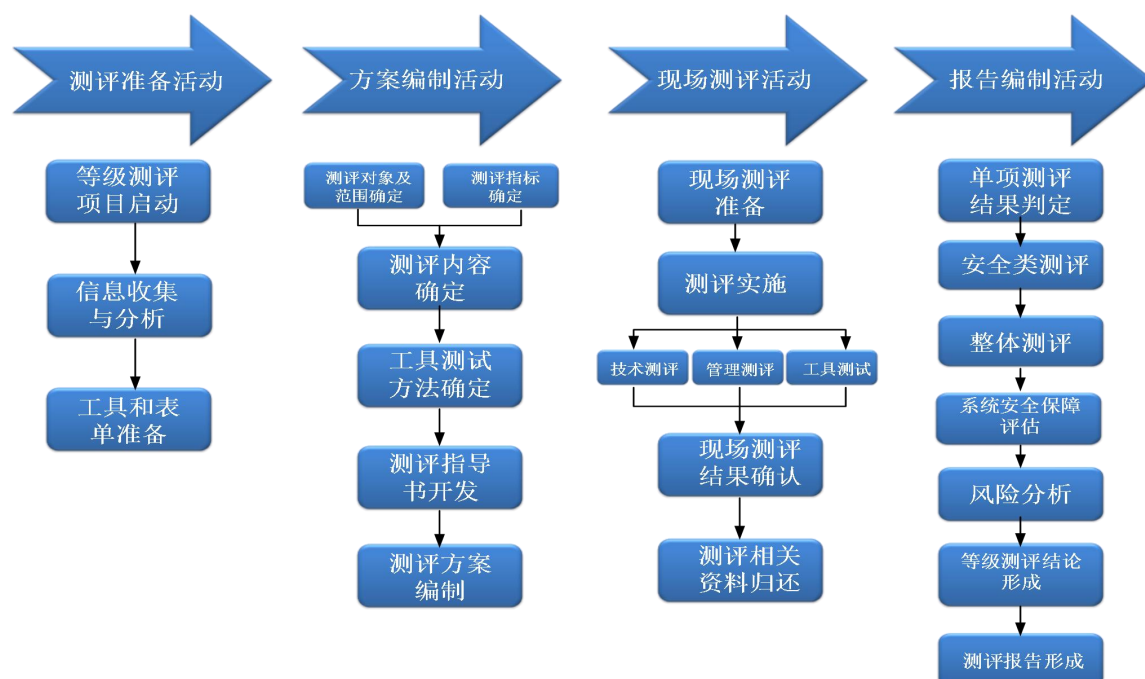 测评准备活动
方案编制活动
现场测评活动
报告编制活动
等级测评
项目启动
信息收集
与分析
工具和表
单准备
测评对象及
范围确定
测评指标
确定
测评内容
确定
工具测试
方法确定
测评指导
书开发
测评方案
编制
现场测评
准备
测评实施
技术测评
管理测评
工具测试
现场测评
结果确认
测评相关
资料归还
单项测评
结果判定
安全类测评
整体测评
系统安全保障
评估
风险分析
等级测评结论
形成
测评报告形成